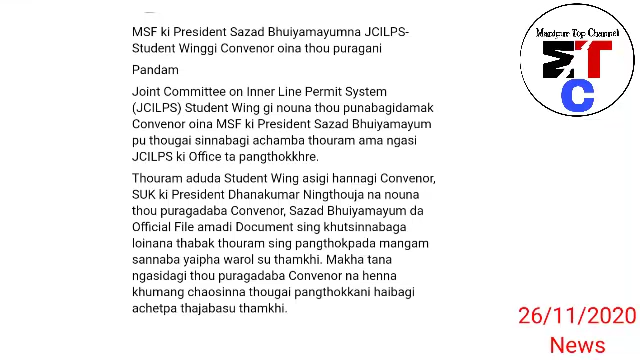 MSF ki President Sazad Bhuiyamayumna JCILPS-
Student Winggi Convenor oina thou puragani
Pandam
Joint Committee on Inner Line Permit System
(JCILPS) Student Wing gi nouna thou punabagidamak
Convenor oina MSF ki President Sazad Bhuiyamayum
pu thougai sinnabagi achamba thouram ama ngasi
JCILPS ki Office ta pangthokkhre.
Thouram aduda Student Wing asigi hannagi Convenor,
SUK ki President Dhanakumar Ningthouja na nouna
thou puragadaba Convenor, Sazad Bhuiyamayum da
Official File amadi Document sing khutsinnabaga
loinana thabak thouram sing pangthokpada mangam
sannaba yaipha warol su thamkhi. Makha tana
ngasidagi thou puragadaba Convenor na henna
khumang chaosinna thougai pangthokkani haibagi
achetpa thajabasu thamkhi.
Manipur Top Channel
MTC
26/11/2020
News